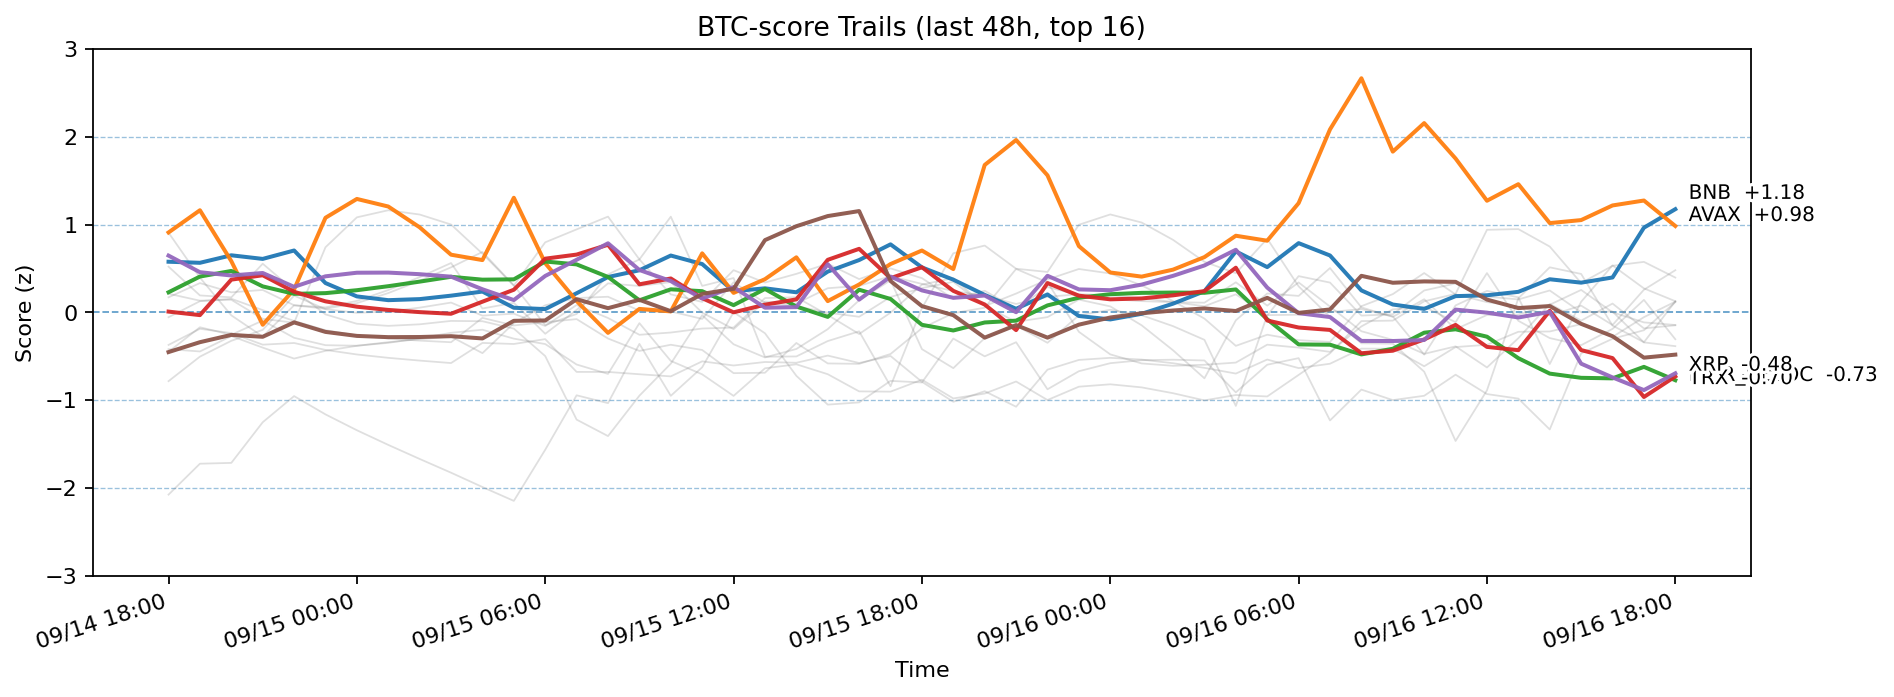 BTC-score Trails (last 48h, top 16)
Score (z)
3
2
1
0
−1
−2
−3
BNB +1.18
AVAX +0.98
XRP -0.48
TRX -0.70
-0.73
09/14 18:00
09/15 00:00
09/15 06:00
09/15 12:00
09/15 18:00
09/16 00:00
09/16 06:00
09/16 12:00
09/16 18:00
Time